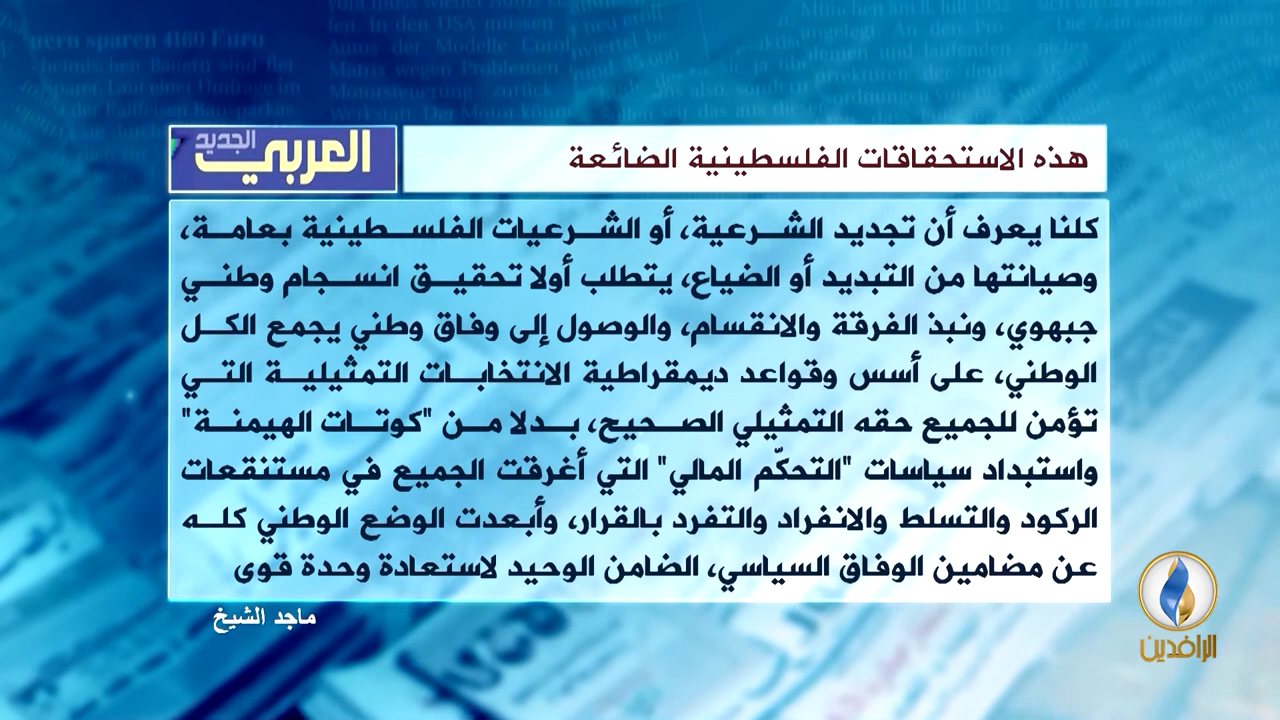 العربي الجديد
هذه الاستحقاقات الفلسطينية الضائعة
كلنا يعرف أن تجديد الشرعية، أو الشرعيات الفلسطينية بعامة،
وصيانتها من التبديد أو الضياع، يتطلب أولا تحقيق انسجام وطني
جبهوي، ونبذ الفرقة والانقسام، والوصول إلى وفاق وطني يجمع الكل
الوطني، على أسس وقواعد ديمقراطية الانتخابات التمثيلية التي
تؤمن للجميع حقه التمثيلي الصحيح، بدلا من "كوتات الهيمنة"
واستبداد سياسات "التحكّم المالي" التي أغرقت الجميع في مستنقعات
الركود والتسلط والانفراد والتفرد بالقرار، وأبعدت الوضع الوطني كله
عن مضامين الوفاق السياسي، الضامن الوحيد لاستعادة وحدة قوى
ماجد الشيخ
الرافدين